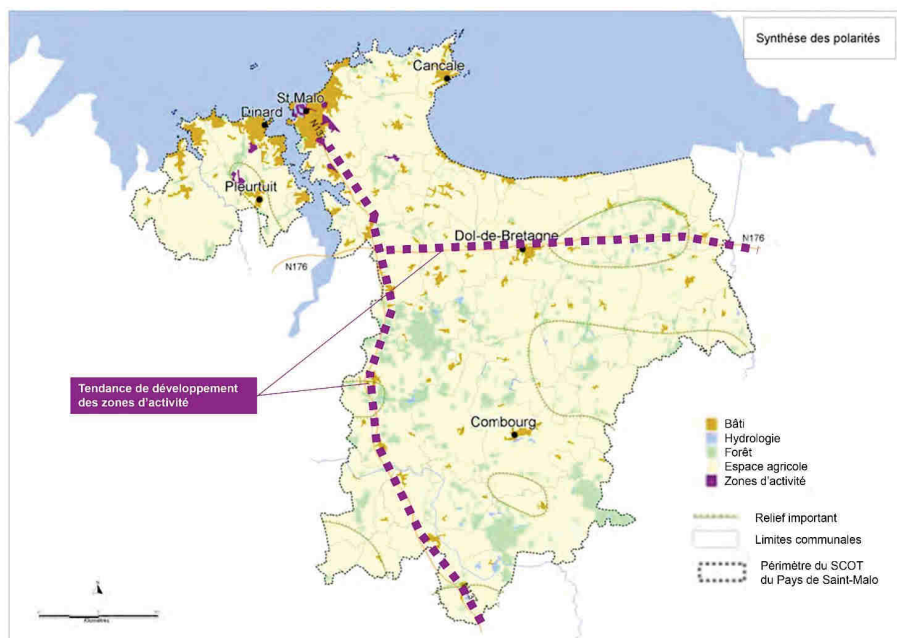 Synthèse des polarités
Cancale
St Malo
Dinard
N13
Pleurtuit
Dol-de-Bretagne
N176
N176
Tendance de développement
des zones d'activité
Combourg
Bâti
Hydrologie
Forêt
Espace agricole
Zones d'activité
Relief important
Limites communales
Périmètre du SCOT
du Pays de Saint-Malo
N
Kilomètres